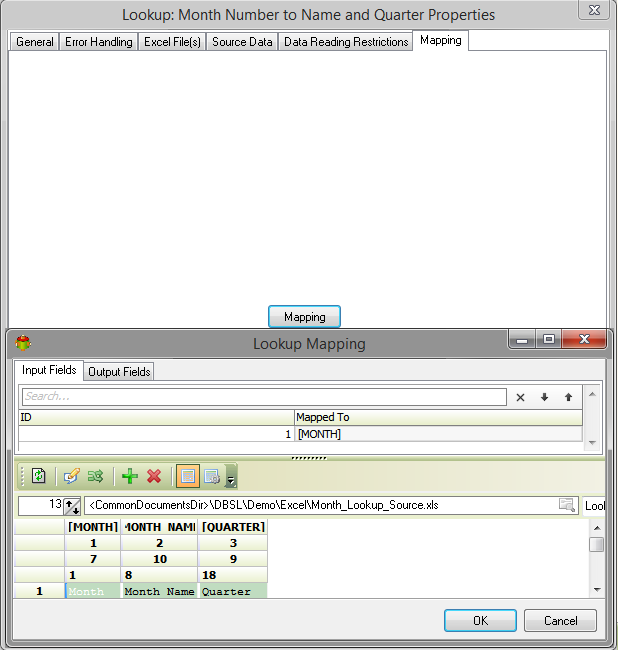 Lookup: Month Number to Name and Quarter Properties
General Error Handling Excel File(s) Source Data Data Reading Restrictions Mapping
Mapping
Lookup Mapping
Input Fields Output Fields
Search...
ID Mapped To
1 [MONTH]
13 <CommonDocumentsDir>\DBSL\Demo\Excel\Month_Lookup_Source.xls Look
[MONTH] MONTH NAM [QUARTER]
1 2 3
7 10 9
1 8 18
1 Month Month Name Quarter
OK Cancel